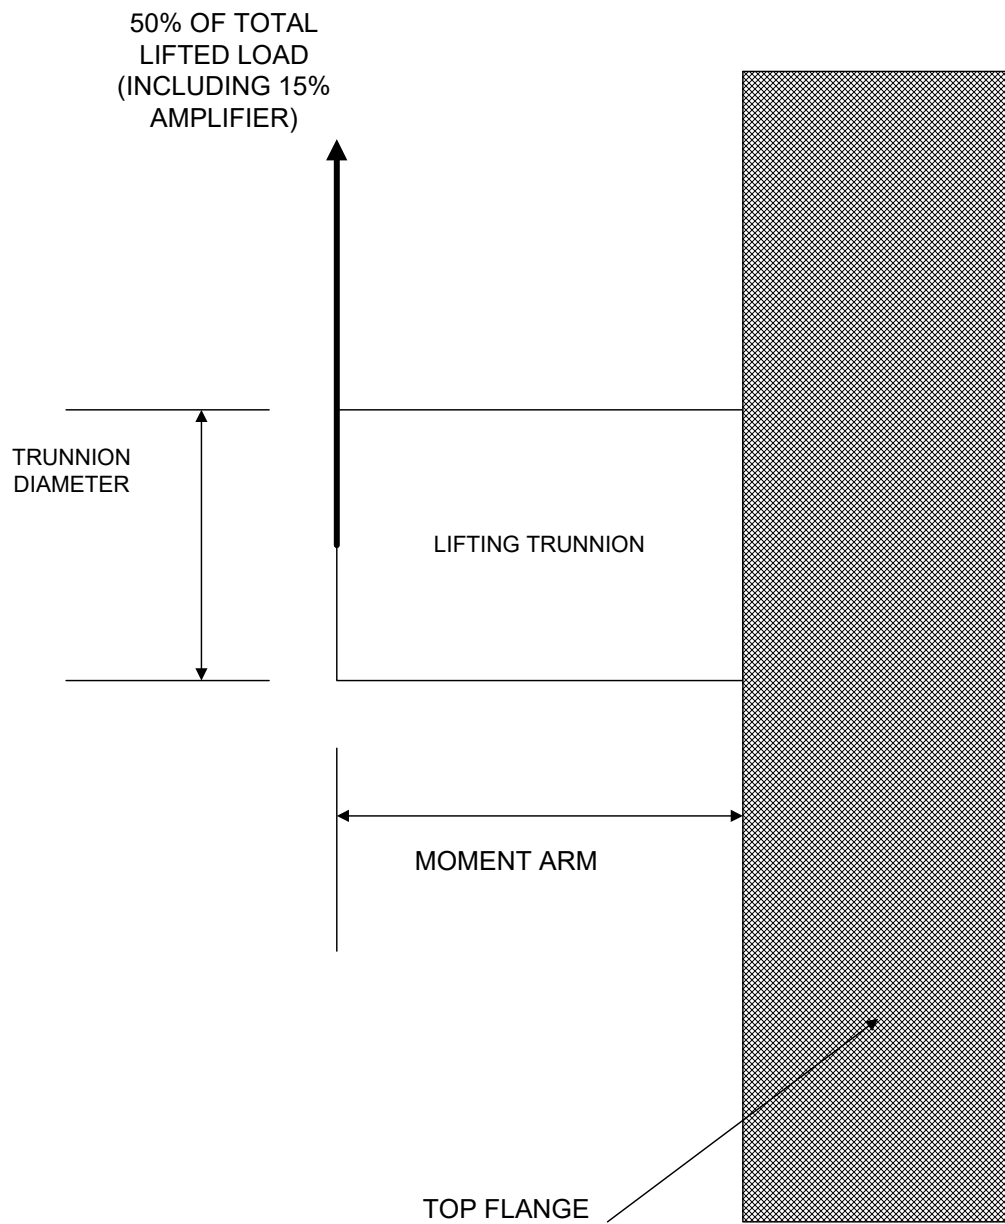 50% OF TOTAL
LIFTED LOAD
(INCLUDING 15%
AMPLIFIER)
TRUNNION
DIAMETER
LIFTING TRUNNION
MOMENT ARM
TOP FLANGE